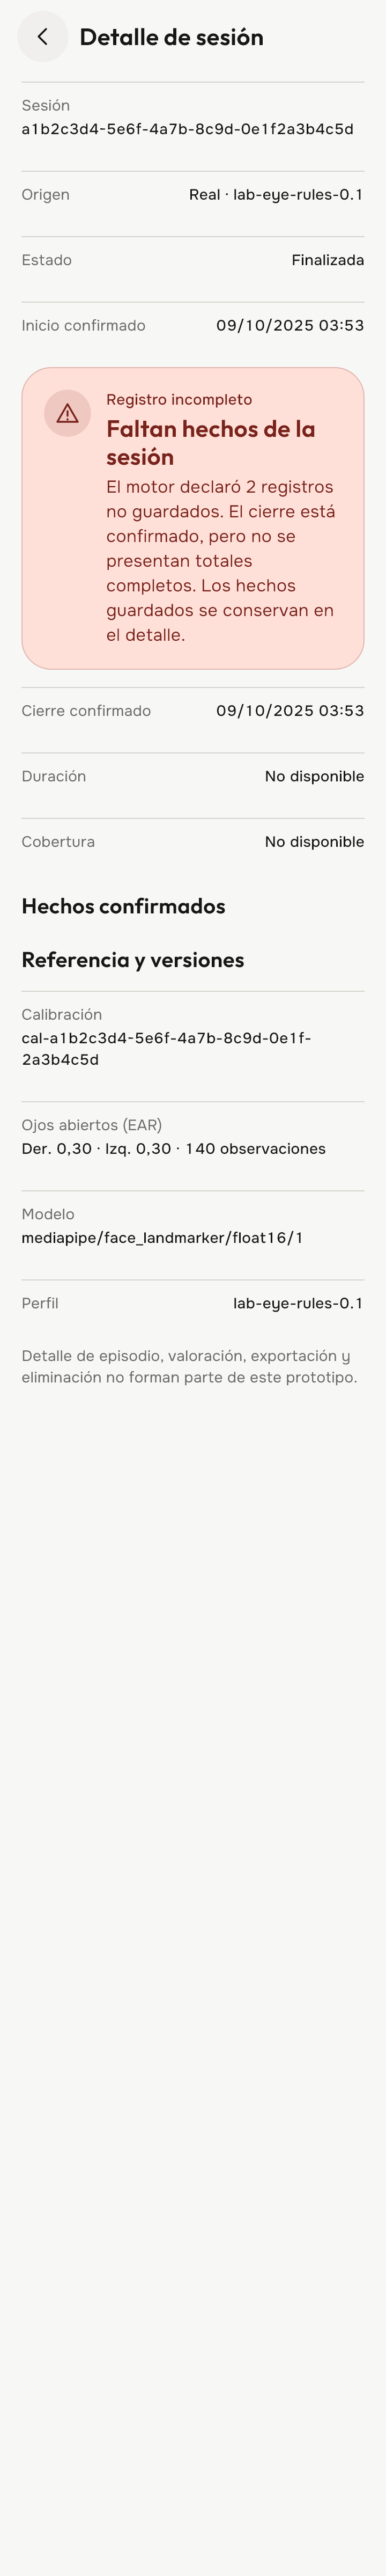 Detalle de sesión
Sesión
a1b2c3d4-5e6f-4a7b-8c9d-0e1f2a3b4c5d
Origen
Real · lab-eye-rules-0.1
Estado
Finalizada
Inicio confirmado
09/10/2025 03:53
Registro incompleto
Faltan hechos de la
sesión
El motor declaró 2 registros
no guardados. El cierre está
confirmado, pero no se
presentan totales
completos. Los hechos
guardados se conservan en
el detalle.
Cierre confirmado
09/10/2025 03:53
Duración
No disponible
Cobertura
No disponible
Hechos confirmados
Referencia y versiones
Calibración
cal-a1b2c3d4-5e6f-4a7b-8c9d-0e1f-
2a3b4c5d
Ojos abiertos (EAR)
Der. 0,30 · Izq. 0,30 · 140 observaciones
Modelo
mediapipe/face_landmarker/float16/1
Perfil
lab-eye-rules-0.1
Detalle de episodio, valoración, exportación y
eliminación no forman parte de este prototipo.